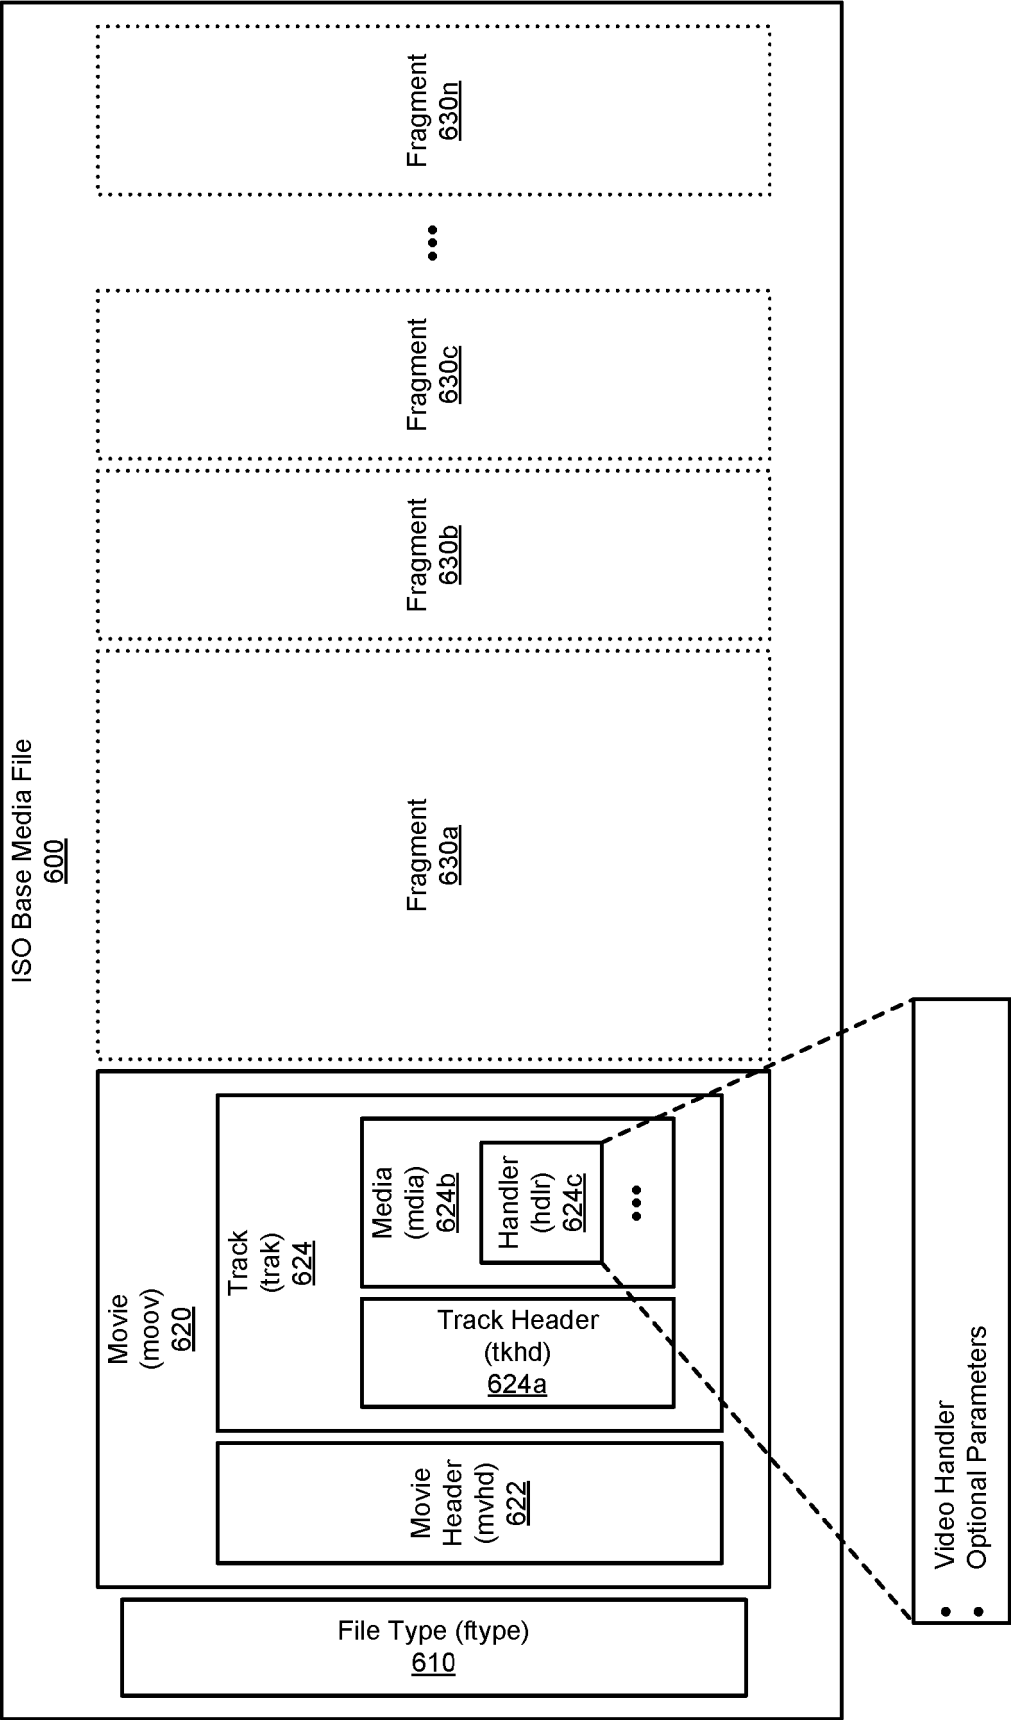 ISO Base Media File
600
File Type (ftype)
610
Movie
(moov)
620
Movie
Header
(mvhd)
622
Track
(trak)
624
Track Header
(tkhd)
624a
Media
(mdia)
624b
Handler
(hdlr)
624c
•••
Fragment
630a
Fragment
630b
Fragment
630c
•••
Fragment
630n
• Video Handler
• Optional Parameters